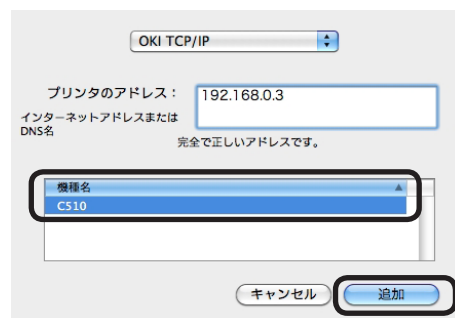 OKI TCP/IP
プリンタのアドレス：
192.168.0.3
インターネットアドレスまたは
DNS名
完全で正しいアドレスです。
機種名
C510
キャンセル
追加